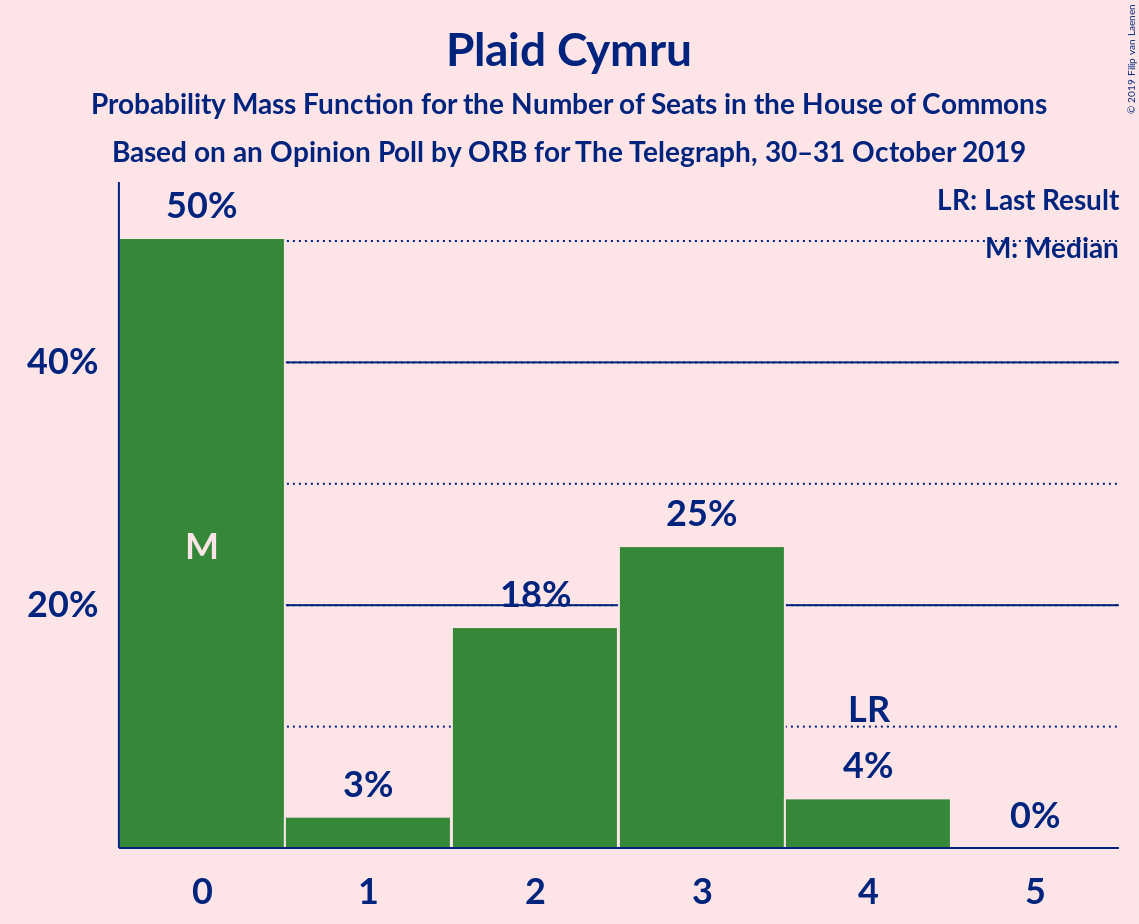 Plaid Cymru
Probability Mass Function for the Number of Seats in the House of Commons
Based on an Opinion Poll by ORB for The Telegraph, 30–31 October 2019
© 2019 Filip van Laenen
LR: Last Result
M: Median
50%
40%
M
25%
18%
20%
LR
4%
3%
0%
0 1 2 3 4 5